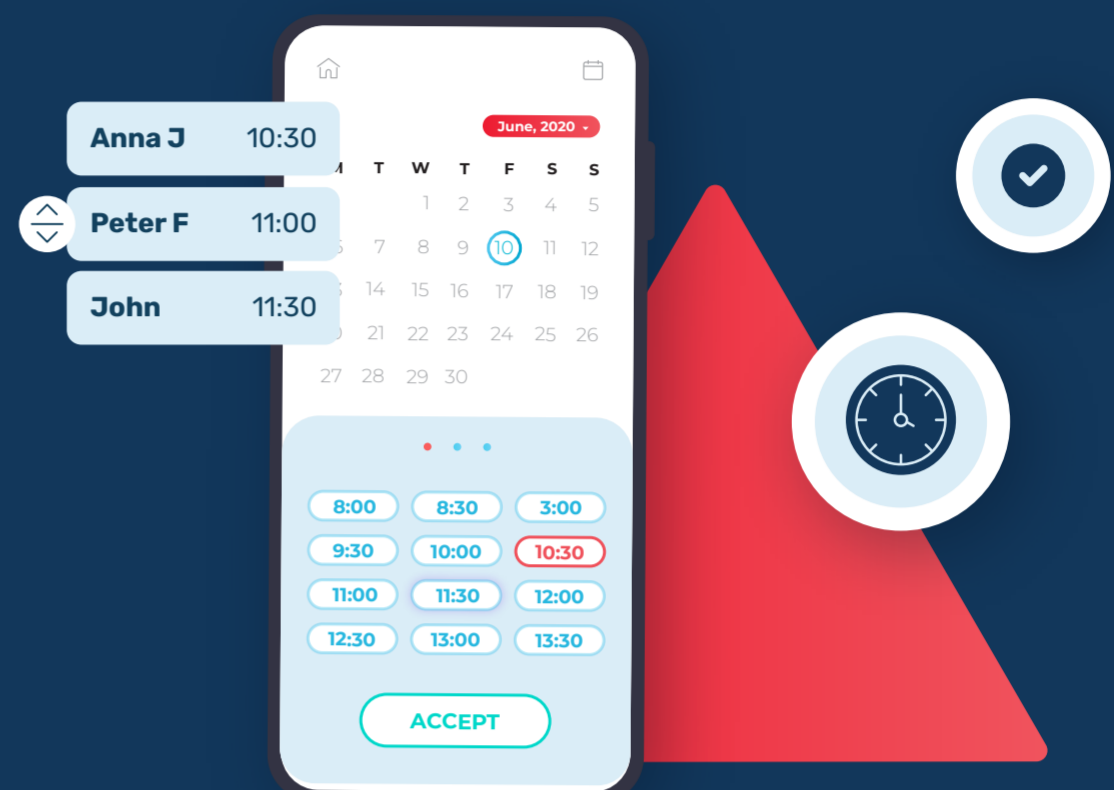 June, 2020
T W T F S S
Anna J 10:30
1 2 3 4 5
Peter F 11:00
7 8 9 10 11 12
John 11:30
14 15 16 17 18 19
21 22 23 24 25 26
27 28 29 30
8:00 8:30 3:00
9:30 10:00 10:30
11:00 11:30 12:00
12:30 13:00 13:30
ACCEPT